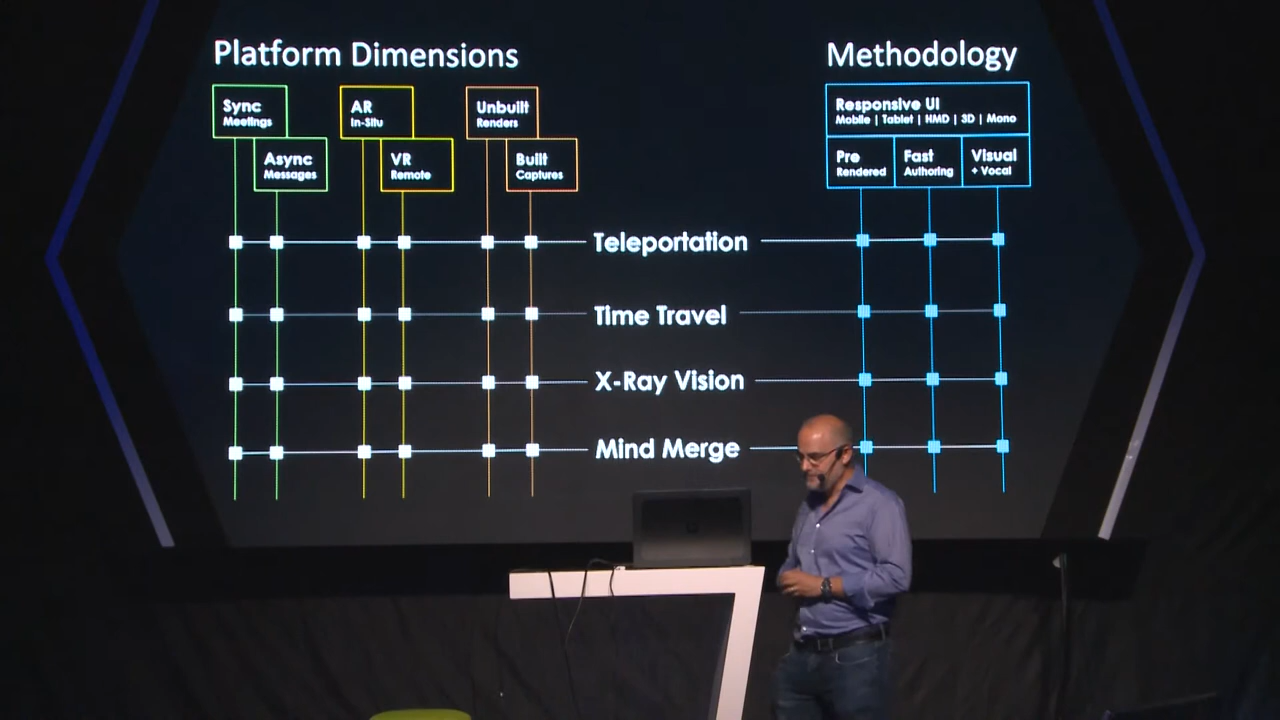 Platform Dimensions
Methodology
Sync
Meetings
Async
Messages
AR
In-Situ
VR
Remote
Unbuilt
Renders
Built
Captures
Responsive UI
Mobile | Tablet | HMD | 3D | Mono
Pre
Rendered
Fast
Authoring
Visual
+ Vocal
Teleportation
Time Travel
X-Ray Vision
Mind Merge